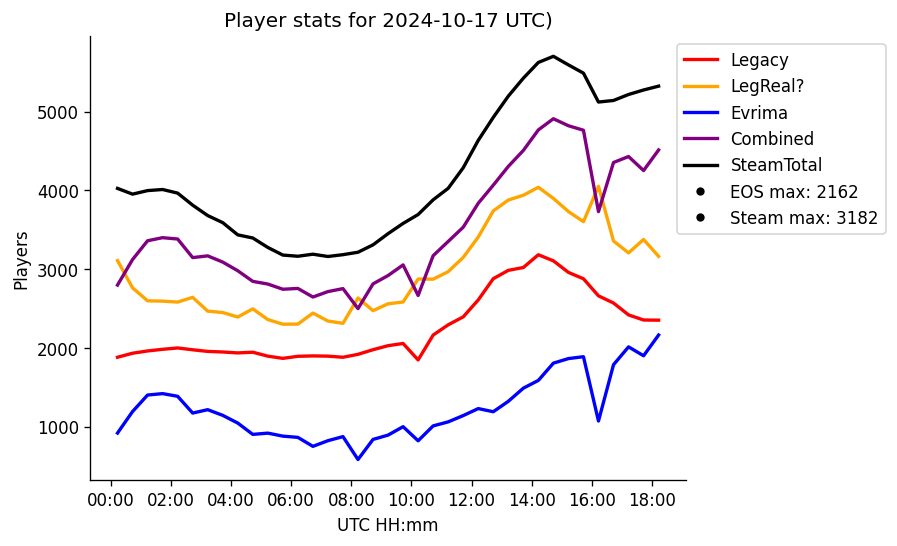 Player stats for 2024-10-17 UTC)
Legacy
LegReal?
Evrima
Combined
SteamTotal
EOS max: 2162
Steam max: 3182
Players
5000
4000
3000
2000
1000
00:00 02:00 04:00 06:00 08:00 10:00 12:00 14:00 16:00 18:00
UTC HH:mm